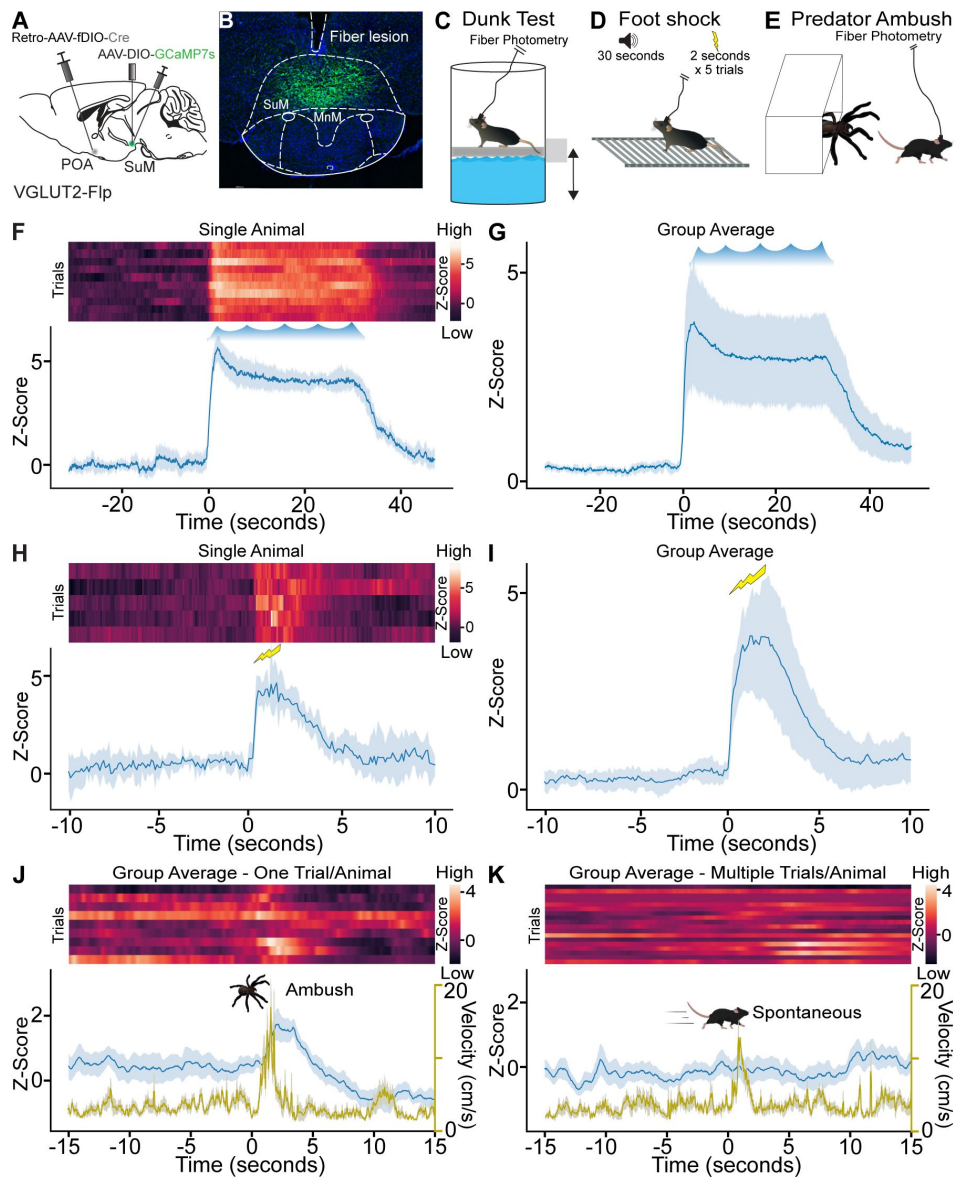 A
Retro-AAV-fDIO-Cre
AAV-DIO-GCaMP7s
POA
SuM
VGLUT2-Flp
B
Fiber lesion
SuM
MnM
C
Dunk Test
Fiber Photometry
D
Foot shock
30 seconds
2 seconds
x 5 trials
E
Predator Ambush
Fiber Photometry
F
Single Animal
High
Trials
Z-Score
5
0
Low
Z-Score
5
0
-20
0
20
40
Time (seconds)
G
Group Average
Z-Score
5
0
-20
0
20
40
Time (seconds)
H
Single Animal
High
Trials
Z-Score
5
0
Low
Z-Score
5
0
-10
-5
0
5
10
Time (seconds)
I
Group Average
Z-Score
5
0
-10
-5
0
5
10
Time (seconds)
J
Group Average - One Trial/Animal
High
Trials
Z-Score
4
0
Low
Ambush
Z-Score
2
0
20
0
Velocity (cm/s)
-15
-10
-5
0
5
10
15
Time (seconds)
K
Group Average - Multiple Trials/Animal
High
Trials
Z-Score
4
0
Low
Spontaneous
Z-Score
2
0
20
0
Velocity (cm/s)
-15
-10
-5
0
5
10
15
Time (seconds)